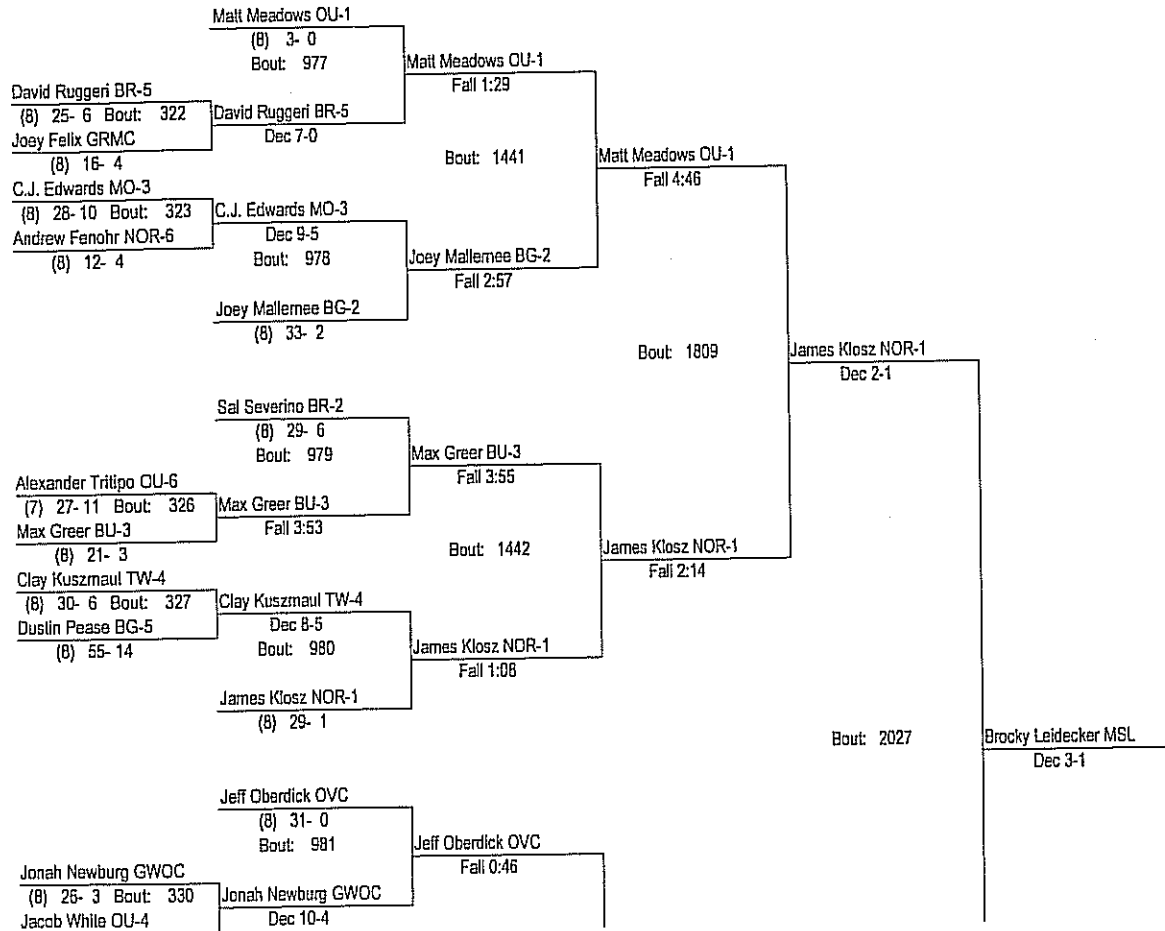 Matt Meadows OU-1
(8) 3- 0
Bout: 977
Matt Meadows OU-1
Fall 1:29
David Ruggeri BR-5
(8) 25- 6 Bout: 322
David Ruggeri BR-5
Dec 7-0
Joey Felix GRMC
(8) 16- 4
Bout: 1441
Matt Meadows OU-1
Fall 4:46
C.J. Edwards MO-3
(8) 28-10 Bout: 323
C.J. Edwards MO-3
Dec 9-5
Andrew Fenohr NOR-6
(8) 12- 4
Bout: 978
Joey Mallernee BG-2
Fall 2:57
Joey Mallernee BG-2
(8) 33- 2
Bout: 1809
James Klosz NOR-1
Dec 2-1
Sal Severino BR-2
(8) 29- 6
Bout: 979
Max Greer BU-3
Fall 3:55
Alexander Tritipo OU-6
(7) 27-11 Bout: 326
Max Greer BU-3
Fall 3:53
Max Greer BU-3
(8) 21- 3
Bout: 1442
James Klosz NOR-1
Fall 2:14
Clay Kuszmaul TW-4
(8) 30- 6 Bout: 327
Clay Kuszmaul TW-4
Dec 8-5
Dustin Pease BG-5
(8) 55-14
Bout: 980
James Klosz NOR-1
Fall 1:08
James Klosz NOR-1
(8) 29- 1
Bout: 2027
Brocky Leidecker MSL
Dec 3-1
Jeff Oberdick OVC
(8) 31- 0
Bout: 981
Jeff Oberdick OVC
Fall 0:46
Jonah Newburg GWOC
(8) 26- 3 Bout: 330
Jonah Newburg GWOC
Dec 10-4
Jacob While OU-4